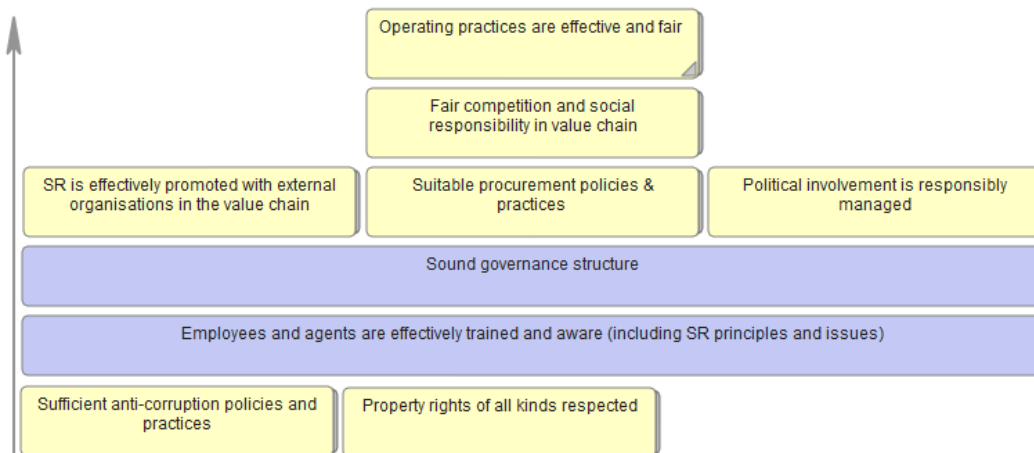 Operating practices are effective and fair
Fair competition and social
responsibility in value chain
SR is effectively promoted with external
organisations in the value chain
Suitable procurement policies &
practices
Political involvement is responsibly
managed
Sound governance structure
Employees and agents are effectively trained and aware (including SR principles and issues)
Sufficient anti-corruption policies and
practices
Property rights of all kinds respected